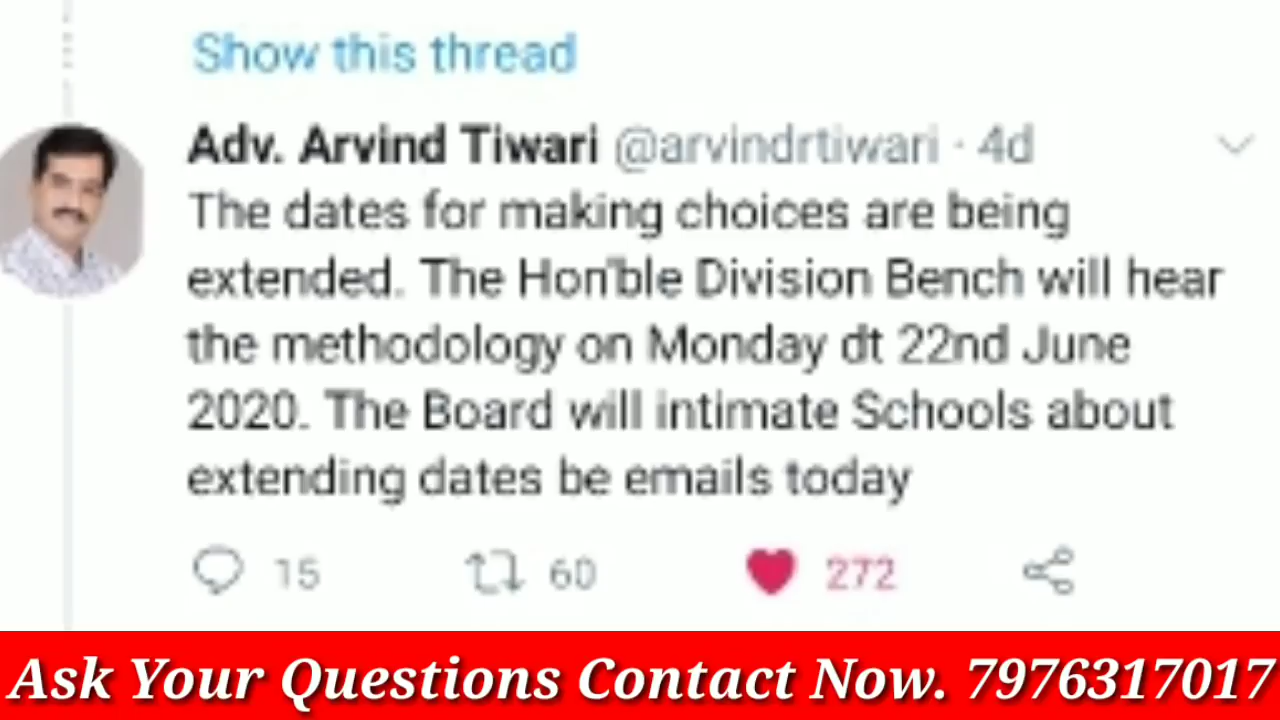 Show this thread
Adv. Arvind Tiwari @arvindrtiwari · 4d
The dates for making choices are being
extended. The Hon'ble Division Bench will hear
the methodology on Monday dt 22nd June
2020. The Board will intimate Schools about
extending dates be emails today
15 60 272
Ask Your Questions Contact Now. 7976317017